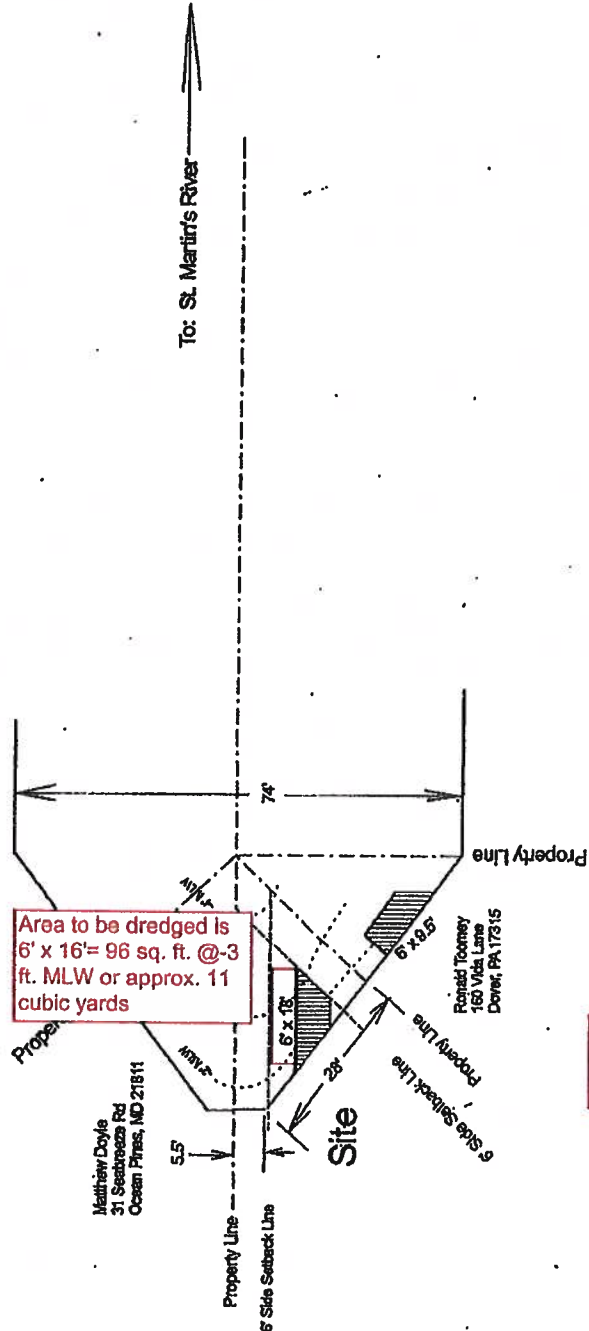 To: St. Martin's River
74'
Property Line
Area to be dredged is
6' x 16'= 96 sq. ft. @-3
ft. MLW or approx. 11
cubic yards
6' x 9.5'
Ronald Toomey
160 Vida Lane
Dover, PA 17315
Property Line
6' Side Setback Line
28'
Site
Matthew Doyle
31 Seabreeze Rd
Ocean Pines, MD 21811
5.5'
Property Line
6' Side Setback Line